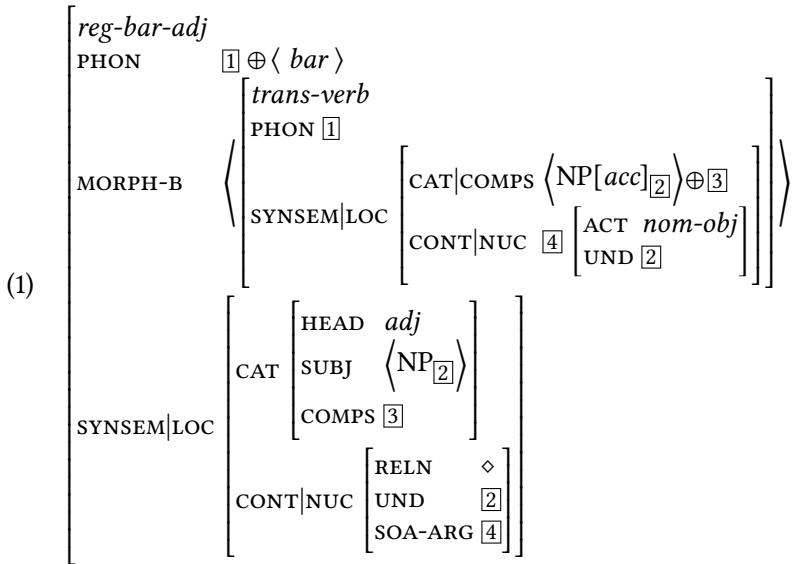 reg-bar-adj
PHON 1 ⊕ ⟨ bar ⟩
trans-verb
PHON 1
MORPH-B
CAT|COMPS ⟨NP[acc]2⟩ ⊕ 3
SYNSEM|LOC
CONT|NUC 4 [ACT nom-obj
UND 2]
(1)
HEAD adj
CAT SUBJ ⟨NP2⟩
COMPS 3
SYNSEM|LOC
RELN ⋄
CONT|NUC UND 2
SOA-ARG 4